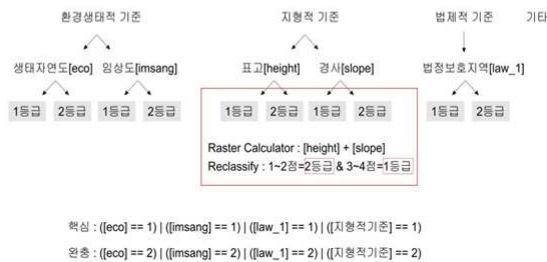 환경생태적 기준 지형적 기준 법제적 기준 기타
생태자연도[eco] 임상도[imsang] 표고[height] 경사[slope] 법정보호지역[law_1]
1등급 2등급 1등급 2등급 1등급 2등급 1등급 2등급 1등급 2등급
Raster Calculator : [height] + [slope]
Reclassify : 1~2점=2등급 & 3~4점=1등급
핵심 : ([eco] == 1) | ([imsang] == 1) | ([law_1] == 1) | ([지형적기준] == 1)
완충 : ([eco] == 2) | ([imsang] == 2) | ([law_1] == 2) | ([지형적기준] == 2)